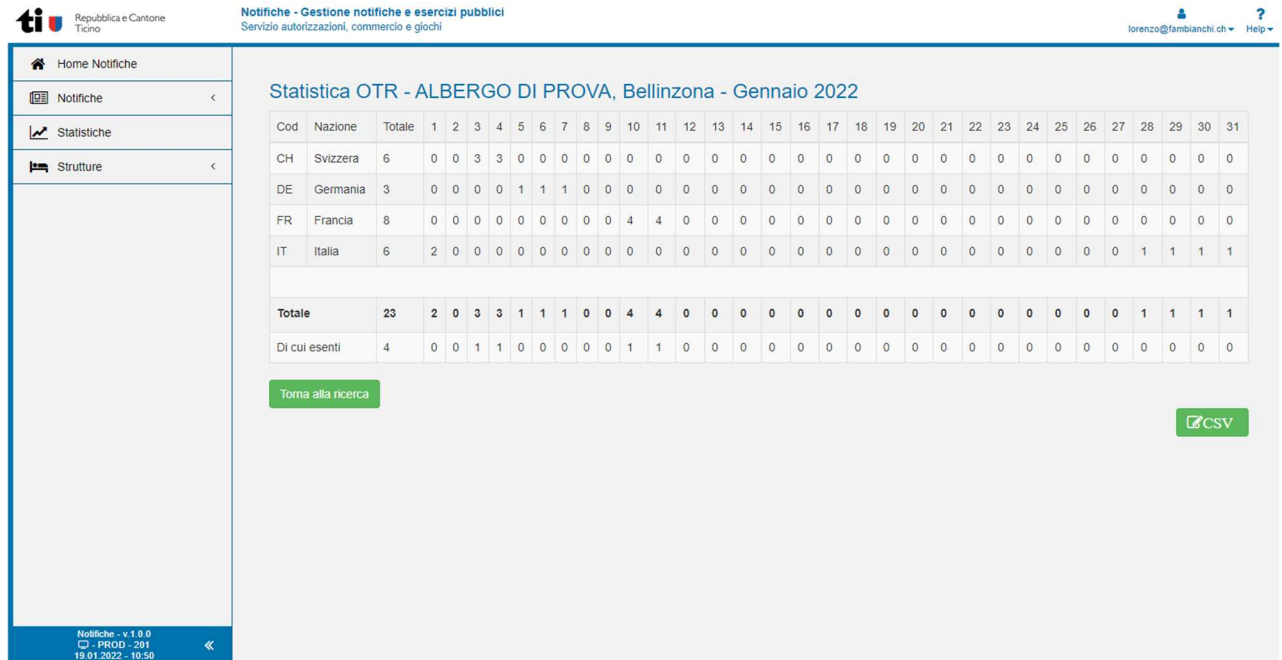 ti
Repubblica e Cantone
Ticino
Notifiche - Gestione notifiche e esercizi pubblici
Servizio autorizzazioni, commercio e giochi
lorenzo@fambianchi.ch
?
Help
Home Notifiche
Notifiche <
Statistiche
Strutture <
Statistica OTR - ALBERGO DI PROVA, Bellinzona - Gennaio 2022
Cod Nazione Totale 1 2 3 4 5 6 7 8 9 10 11 12 13 14 15 16 17 18 19 20 21 22 23 24 25 26 27 28 29 30 31
CH Svizzera 6 0 0 3 3 0 0 0 0 0 0 0 0 0 0 0 0 0 0 0 0 0 0 0 0 0 0 0 0 0 0 0
DE Germania 3 0 0 0 0 1 1 1 0 0 0 0 0 0 0 0 0 0 0 0 0 0 0 0 0 0 0 0 0 0 0 0
FR Francia 8 0 0 0 0 0 0 0 0 0 4 4 0 0 0 0 0 0 0 0 0 0 0 0 0 0 0 0 0 0 0 0
IT Italia 6 2 0 0 0 0 0 0 0 0 0 0 0 0 0 0 0 0 0 0 0 0 0 0 0 0 0 0 1 1 1 1
Totale 23 2 0 3 3 1 1 1 0 0 4 4 0 0 0 0 0 0 0 0 0 0 0 0 0 0 0 0 1 1 1 1
Di cui esenti 4 0 0 1 1 0 0 0 0 0 1 1 0 0 0 0 0 0 0 0 0 0 0 0 0 0 0 0 0 0 0 0
Torna alla ricerca
CSV
Notifiche - v.1.0.0
- PROD - 201
19.01.2022 - 10:50